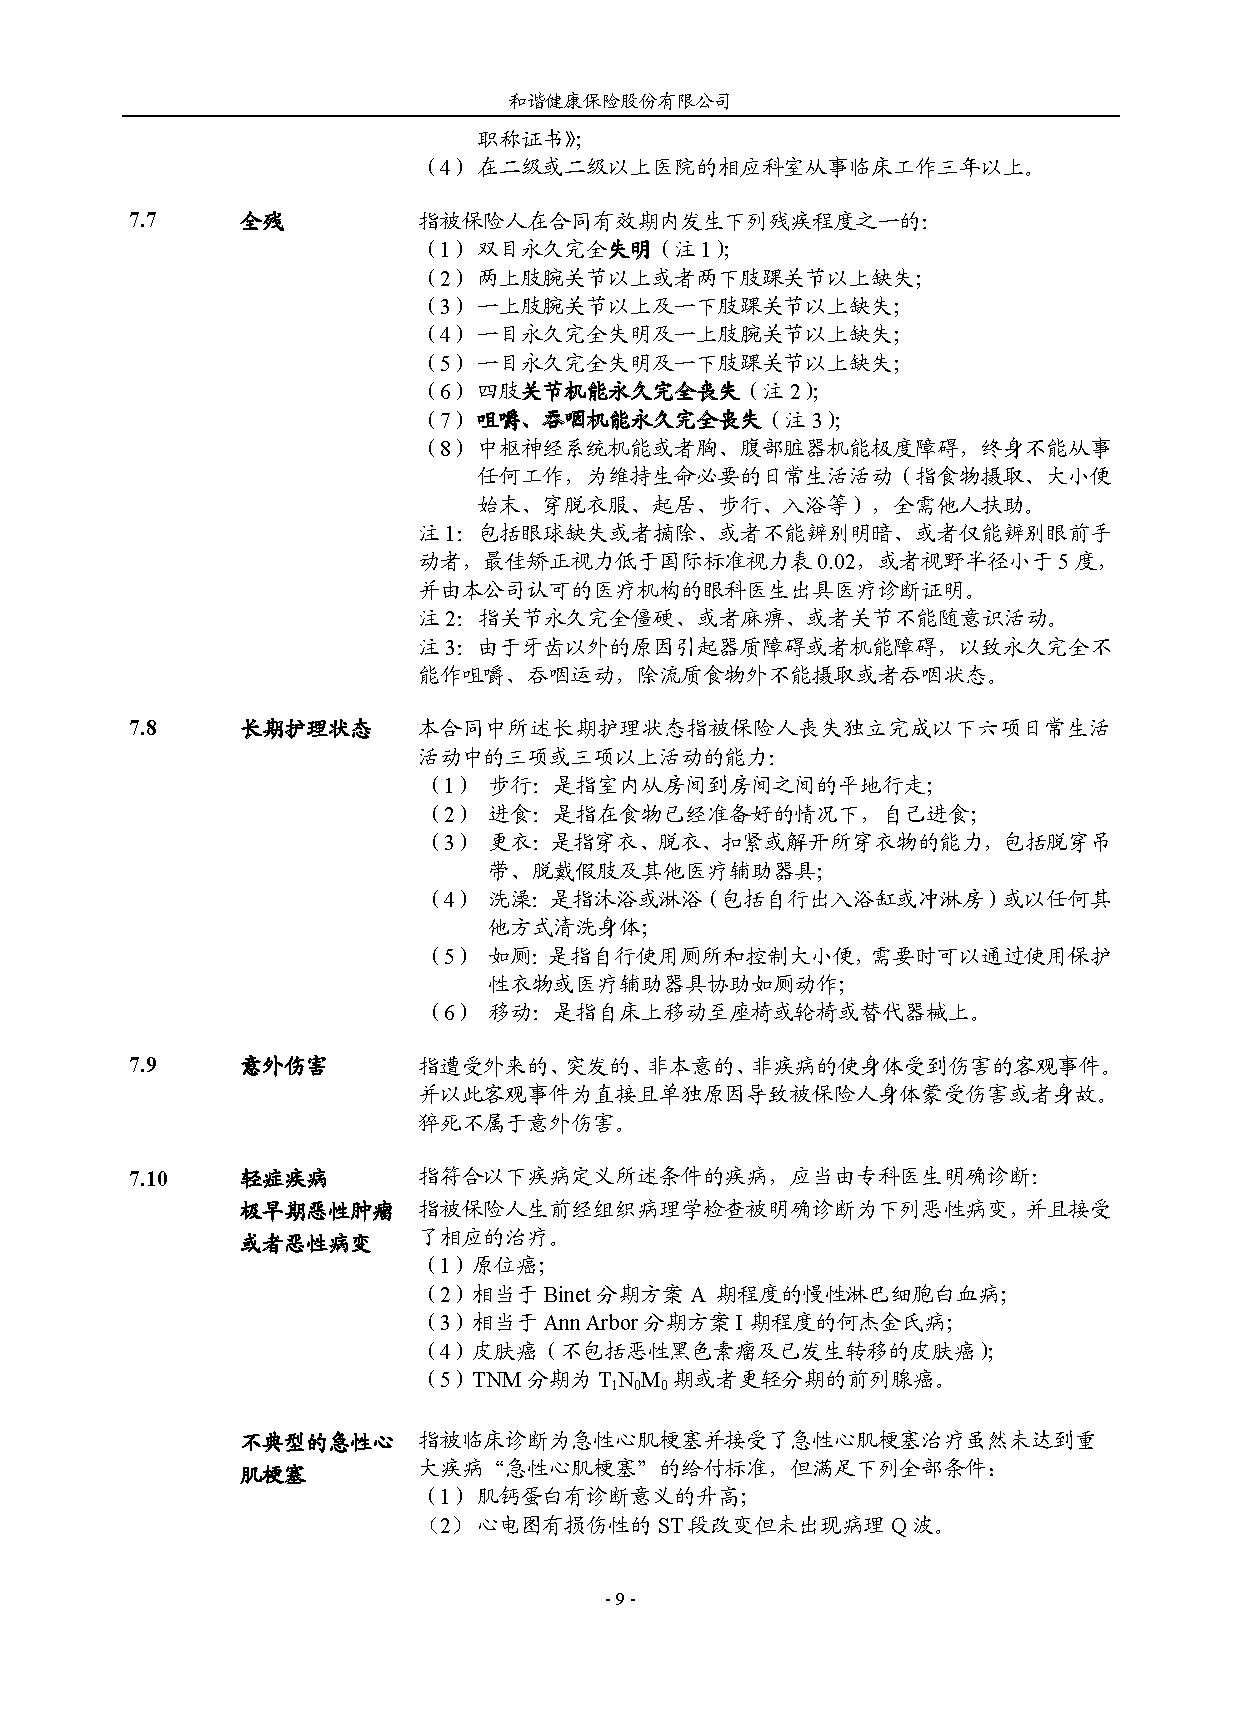 和谐健康保险股份有限公司
职称证书》;
（4）在二级或二级以上医院的相应科室从事临床工作三年以上。
7.7 全残 指被保险人在合同有效期内发生下列残疾程度之一的：
（1）双目永久完全失明（注1）；
（2）两上肢腕关节以上或者两下肢踝关节以上缺失；
（3）一上肢腕关节以上及一下肢踝关节以上缺失；
（4）一目永久完全失明及一上肢腕关节以上缺失；
（5）一目永久完全失明及一下肢踝关节以上缺失；
（6）四肢关节机能永久完全丧失（注2）；
（7）咀嚼、吞咽机能永久完全丧失（注3）；
（8）中枢神经系统机能或者胸、腹部脏器机能极度障碍，终身不能从事
任何工作，为维持生命必要的日常生活活动（指食物摄取、大小便
始末、穿脱衣服、起居、步行、入浴等），全需他人扶助。
注1：包括眼球缺失或者摘除、或者不能辨别明暗、或者仅能辨别眼前手
动者，最佳矫正视力低于国际标准视力表0.02，或者视野半径小于5度，
并由本公司认可的医疗机构的眼科医生出具医疗诊断证明。
注2：指关节永久完全僵硬、或者麻痹、或者关节不能随意识活动。
注3：由于牙齿以外的原因引起器质障碍或者机能障碍，以致永久完全不
能作咀嚼、吞咽运动，除流质食物外不能摄取或者吞咽状态。
7.8 长期护理状态 本合同中所述长期护理状态指被保险人丧失独立完成以下六项日常生活
活动中的三项或三项以上活动的能力：
（1） 步行：是指室内从房间到房间之间的平地行走；
（2） 进食：是指在食物已经准备好的情况下，自己进食；
（3） 更衣：是指穿衣、脱衣、扣紧或解开所穿衣物的能力，包括脱穿吊
带、脱戴假肢及其他医疗辅助器具；
（4） 洗澡：是指沐浴或淋浴（包括自行出入浴缸或冲淋房）或以任何其
他方式清洗身体；
（5） 如厕：是指自行使用厕所和控制大小便，需要时可以通过使用保护
性衣物或医疗辅助器具协助如厕动作；
（6） 移动：是指自床上移动至座椅或轮椅或替代器械上。
7.9 意外伤害 指遭受外来的、突发的、非本意的、非疾病的使身体受到伤害的客观事件。
并以此客观事件为直接且单独原因导致被保险人身体蒙受伤害或者身故。
猝死不属于意外伤害。
7.10 轻症疾病 指符合以下疾病定义所述条件的疾病，应当由专科医生明确诊断：
极早期恶性肿瘤 指被保险人生前经组织病理学检查被明确诊断为下列恶性病变，并且接受
或者恶性病变 了相应的治疗。
（1）原位癌；
（2）相当于Binet分期方案 A 期程度的慢性淋巴细胞白血病；
（3）相当于Ann Arbor分期方案I 期程度的何杰金氏病；
（4）皮肤癌（不包括恶性黑色素瘤及已发生转移的皮肤癌）；
（5）TNM分期为T₁N₀M₀期或者更轻分期的前列腺癌。
不典型的急性心 指被临床诊断为急性心肌梗塞并接受了急性心肌梗塞治疗虽然未达到重
肌梗塞 大疾病“急性心肌梗塞”的给付标准，但满足下列全部条件：
（1）肌钙蛋白有诊断意义的升高；
（2）心电图有损伤性的ST段改变但未出现病理Q波。
- 9 -